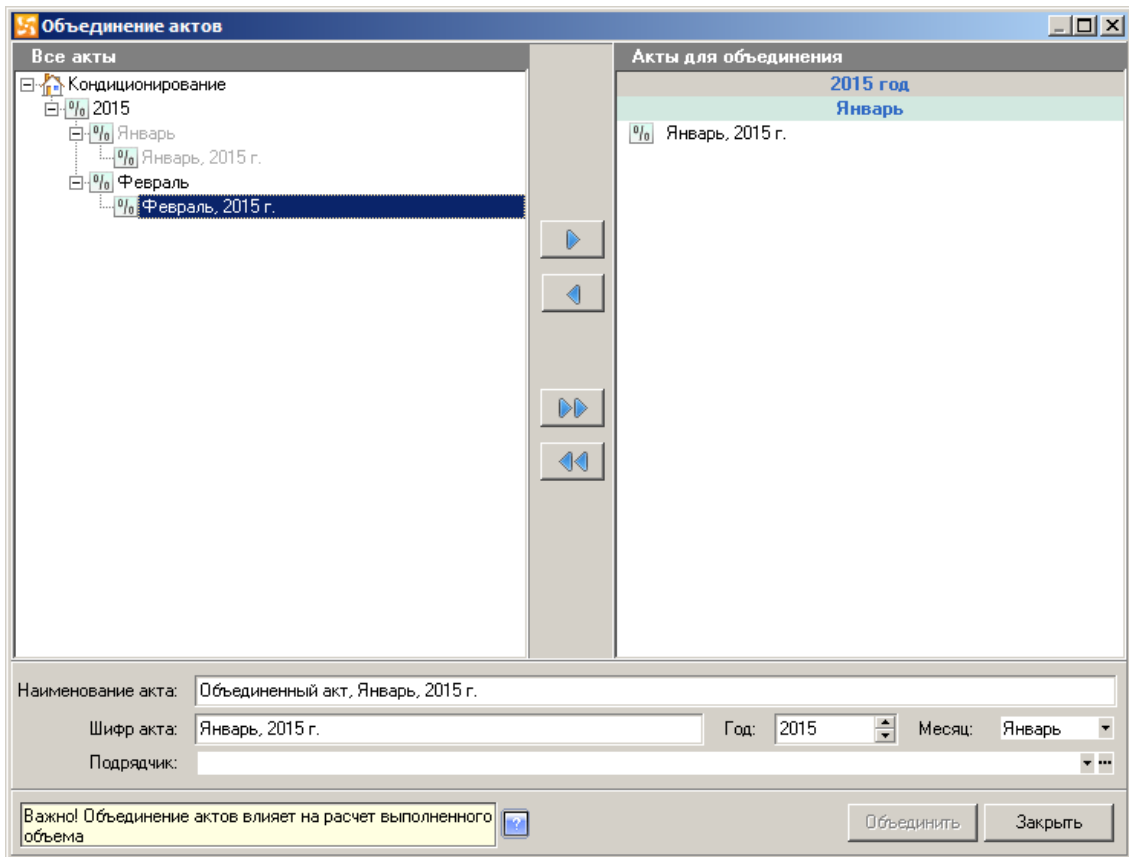 Объединение актов
Все акты
Кондиционирование
2015
Январь
Январь, 2015 г.
Февраль
Февраль, 2015 г.
Акты для объединения
2015 год
Январь
Январь, 2015 г.
Наименование акта: Объединенный акт, Январь, 2015 г.
Шифр акта: Январь, 2015 г. Год: 2015 Месяц: Январь
Подрядчик:
Важно! Объединение актов влияет на расчет выполненного
объема
Объединить Закрыть